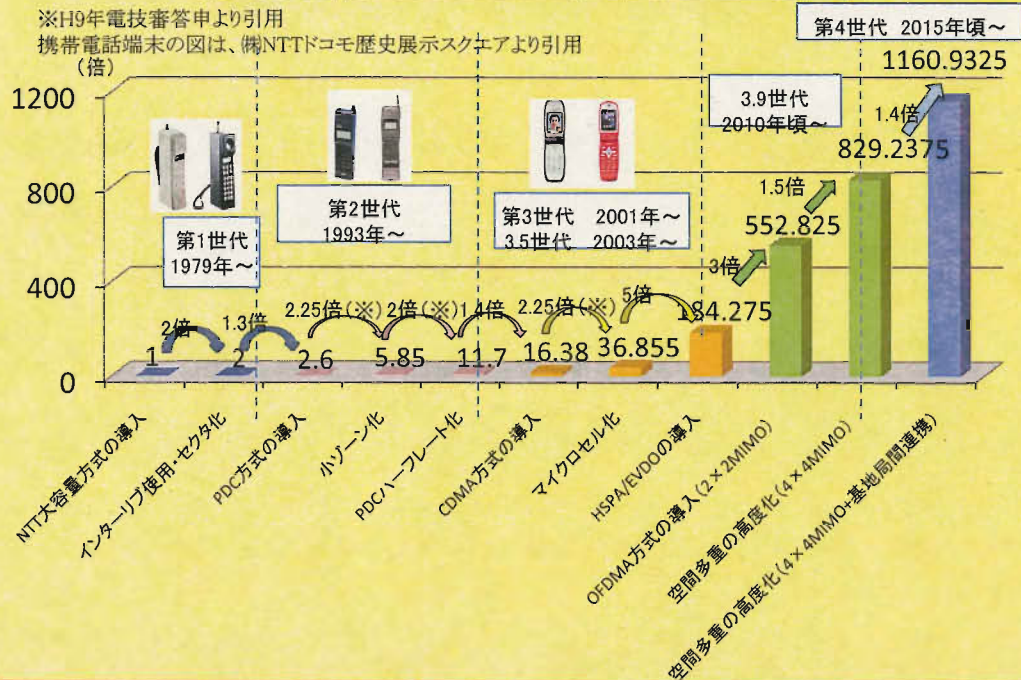 ※H9年電技審答申より引用
携帯電話端末の図は、㈱NTTドコモ歴史展示スクエアより引用
(倍)
第4世代 2015年頃～
1160.9325
1200
3.9世代
2010年頃～
1.4倍
829.2375
800
第2世代
1993年～
第3世代 2001年～
3.5世代 2003年～
1.5倍
552.825
第1世代
1979年～
400
3倍
2倍
1.3倍
2.25倍(※)
2倍(※)
1.4倍
2.25倍(※)
5倍
184.275
1
2
2.6
5.85
11.7
16.38
36.855
0
NTT大容量方式の導入
インターリブ使用・セクタ化
PDC方式の導入
小ゾーン化
PDCハーフレート化
CDMA方式の導入
マイクロセル化
HSPA/EVDOの導入
OFDMA方式の導入(2×2MIMO)
空間多重の高度化(4×4MIMO)
空間多重の高度化(4×4MIMO+基地局間連携)